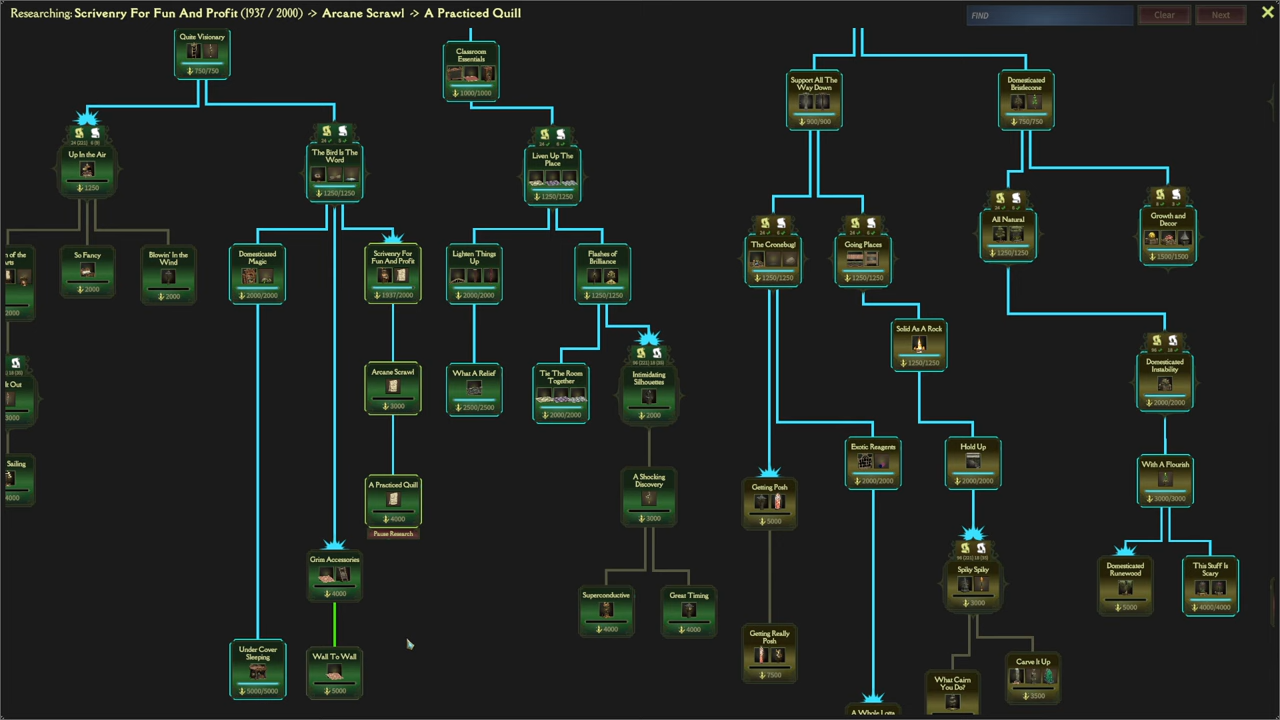 Researching: Scrivenry For Fun And Profit (1937 / 2000) -> Arcane Scrawl -> A Practiced Quill
FIND
Clear
Next
Quite Visionary
750/750
Classroom
Essentials
1000/1000
Support All The
Way Down
900/900
Domesticated
Bristlecone
750/750
Up In the Air
1250
The Bird Is The
Word
1250/1250
Liven Up The
Place
1250/1250
The Cronebug!
1250/1250
Going Places
1250/1250
All Natural
1250/1250
Growth and
Decor
1500/1500
So Fancy
2000
Blowin' In the
Wind
2000
Domesticated
Magic
2000/2000
Scrivenry For
Fun And Profit
1937/2000
Lighten Things
Up
2000/2000
Flashes of
Brilliance
1250/1250
Solid As A Rock
1250/1250
Arcane Scrawl
3000
What A Relief
2500/2500
Tie The Room
Together
2000/2000
Intimidating
Silhouettes
2000
Domesticated
Instability
2000/2000
Sailing
4000
A Practiced Quill
4000
Pause Research
A Shocking
Discovery
3000
Getting Posh
5000
Exotic Reagents
2000/2000
Hold Up
2000/2000
With A Flourish
3000/3000
Grim Accessories
4000
Superconductive
4000
Great Timing
4000
Spiky Spiky
3000
Domesticated
Runewood
5000
This Stuff Is
Scary
4000/4000
Under Cover
Sleeping
5000/5000
Wall To Wall
5000
Getting Really
Posh
7500
What Cairn
You Do?
Carve It Up
3500
A Whole Lotta